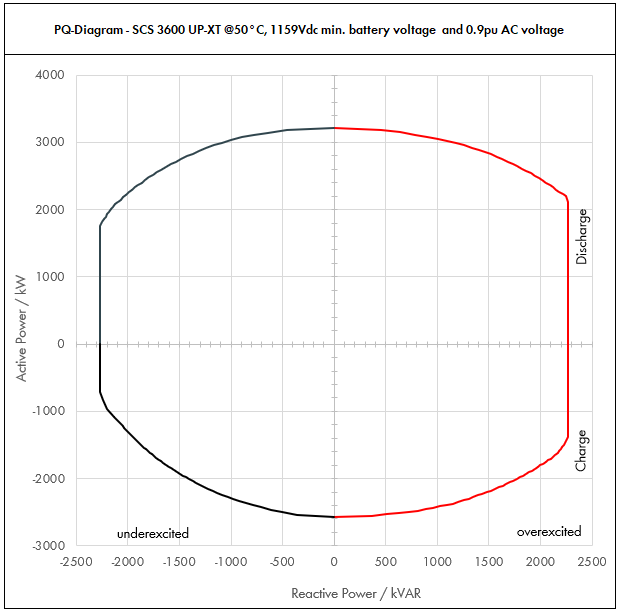 PQ-Diagram - SCS 3600 UP-XT @50°C, 1159Vdc min. battery voltage and 0.9pu AC voltage
4000
3000
2000
1000
0
-1000
-2000
-3000
Active Power / kW
Discharge
Charge
underexcited
overexcited
-2500 -2000 -1500 -1000 -500 0 500 1000 1500 2000 2500
Reactive Power / kVAR